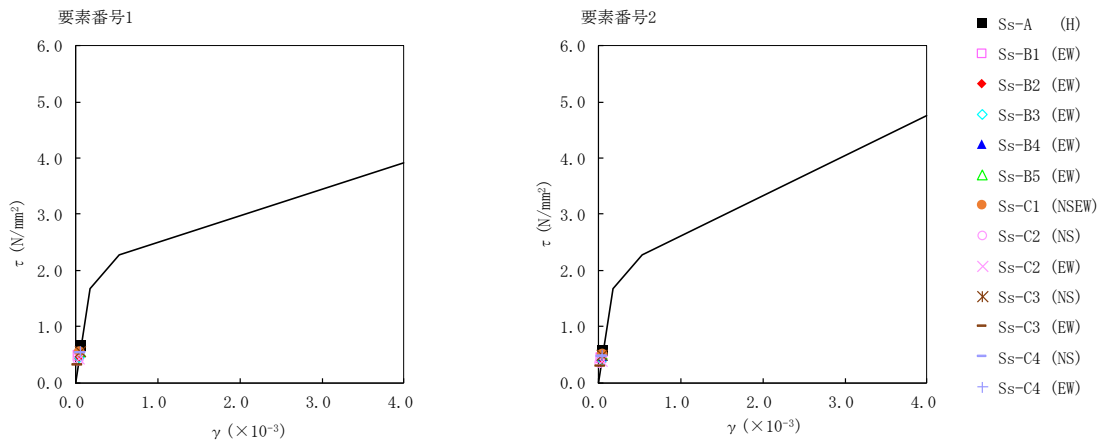 要素番号1
6.0
5.0
4.0
3.0
2.0
1.0
0.0
0.0 1.0 2.0 3.0 4.0
τ (N/mm²)
γ (×10⁻³)
要素番号2
6.0
5.0
4.0
3.0
2.0
1.0
0.0
0.0 1.0 2.0 3.0 4.0
τ (N/mm²)
γ (×10⁻³)
Ss-A (H)
Ss-B1 (EW)
Ss-B2 (EW)
Ss-B3 (EW)
Ss-B4 (EW)
Ss-B5 (EW)
Ss-C1 (NSEW)
Ss-C2 (NS)
Ss-C2 (EW)
Ss-C3 (NS)
Ss-C3 (EW)
Ss-C4 (NS)
Ss-C4 (EW)